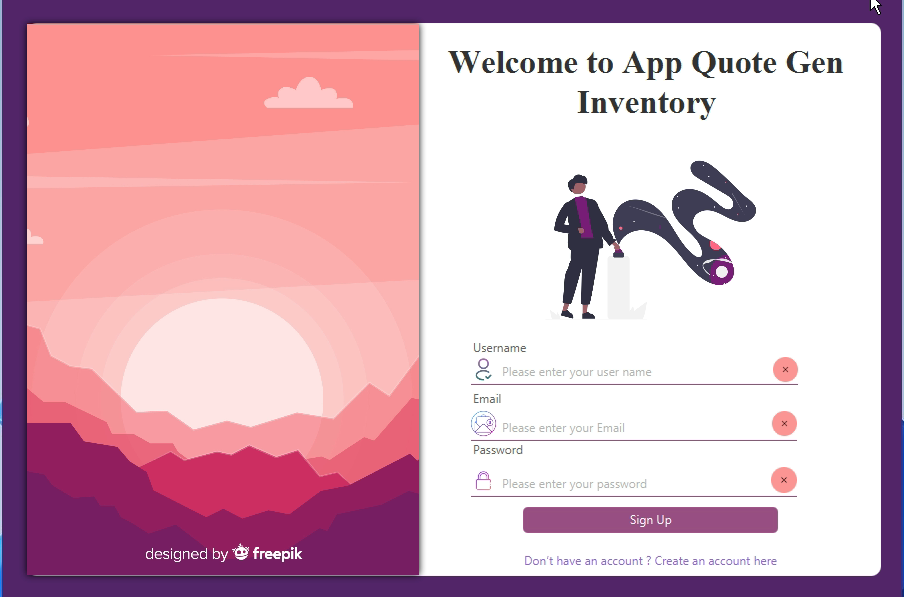 Welcome to App Quote Gen
Inventory
Username
Please enter your user name
×
Email
Please enter your Email
×
Password
Please enter your password
×
Sign Up
Don't have an account ? Create an account here
designed by freepik